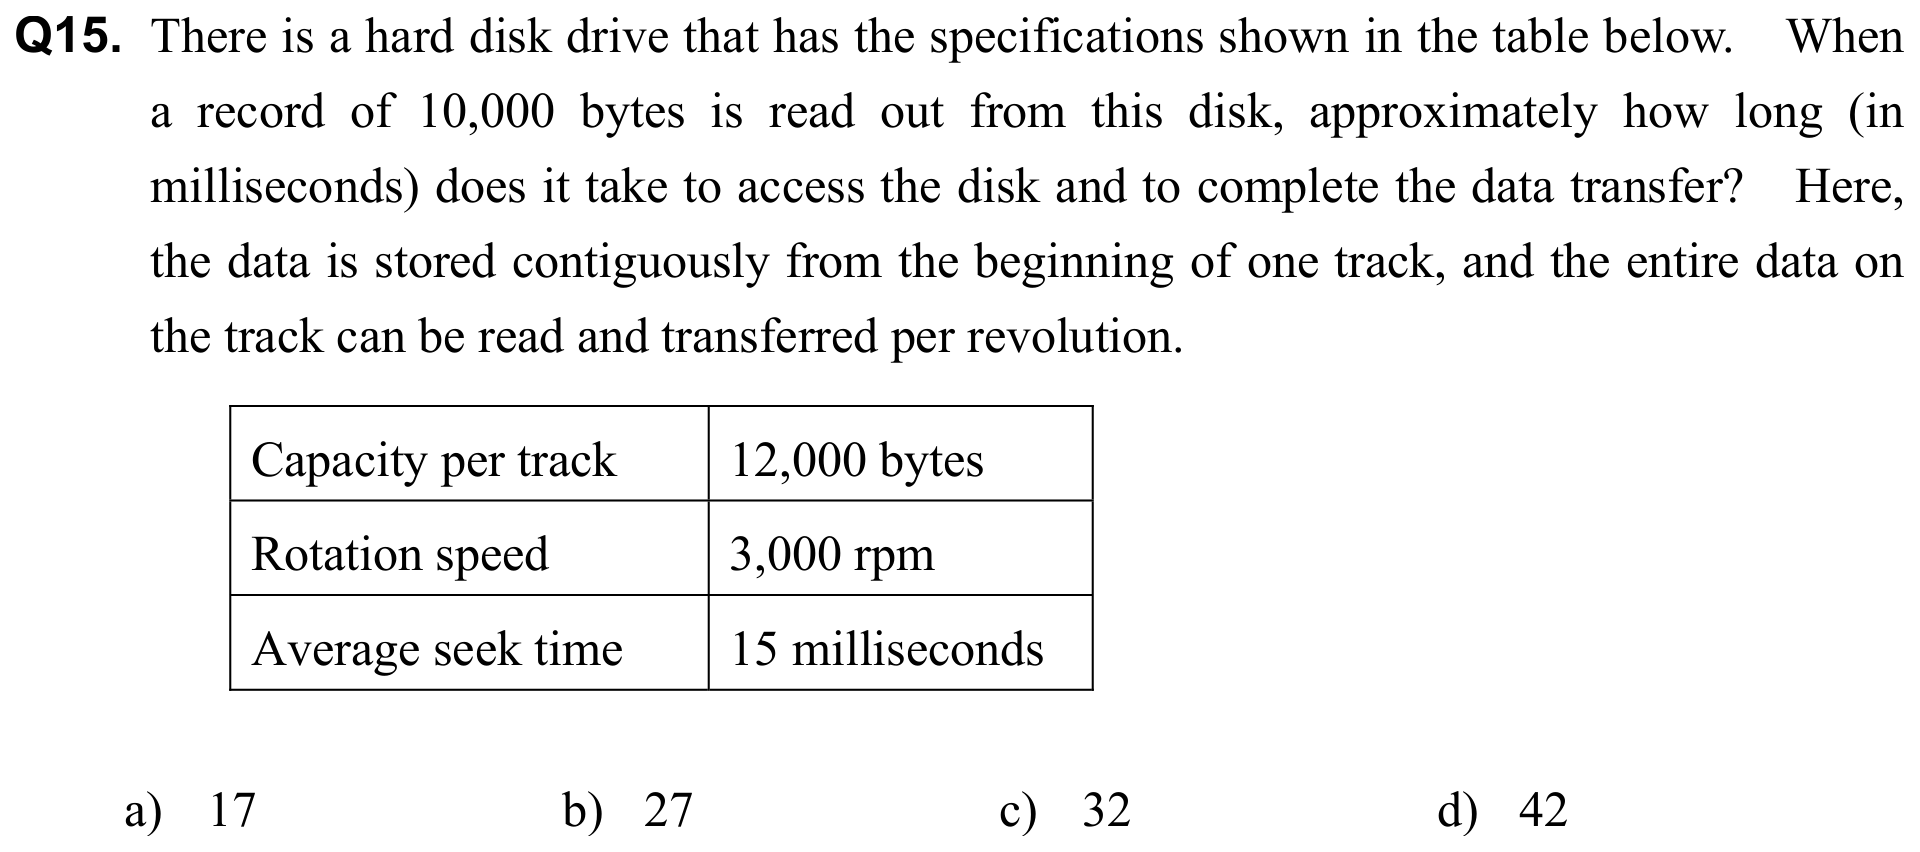 Q15. There is a hard disk drive that has the specifications shown in the table below. When
a record of 10,000 bytes is read out from this disk, approximately how long (in
milliseconds) does it take to access the disk and to complete the data transfer? Here,
the data is stored contiguously from the beginning of one track, and the entire data on
the track can be read and transferred per revolution.
Capacity per track 12,000 bytes
Rotation speed 3,000 rpm
Average seek time 15 milliseconds
a) 17 b) 27 c) 32 d) 42